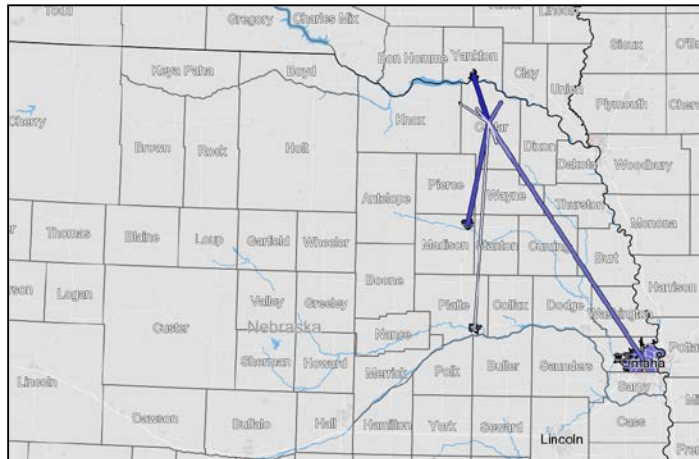 Todd
Gregory
Charles Mix
Lincoln
Sioux
O'B
Bon Homme
Yankton
Clay
Union
Plymouth
Cher
Keya Paha
Boyd
Cherry
Brown
Rock
Holt
Knox
Cedar
Dixon
Dakota
Woodbury
Antelope
Pierce
Wayne
Thurston
Monona
Thomas
Blaine
Loup
Garfield
Wheeler
Madison
Stanton
Cuming
Burt
Boone
Harrison
Logan
Custer
Valley
Greeley
Platte
Colfax
Dodge
Washington
Nebraska
Nance
Sherman
Howard
Merrick
Polk
Butler
Saunders
Omaha
Sarpy
Lincoln
Dawson
Buffalo
Hall
Hamilton
York
Seward
Lincoln
Cass